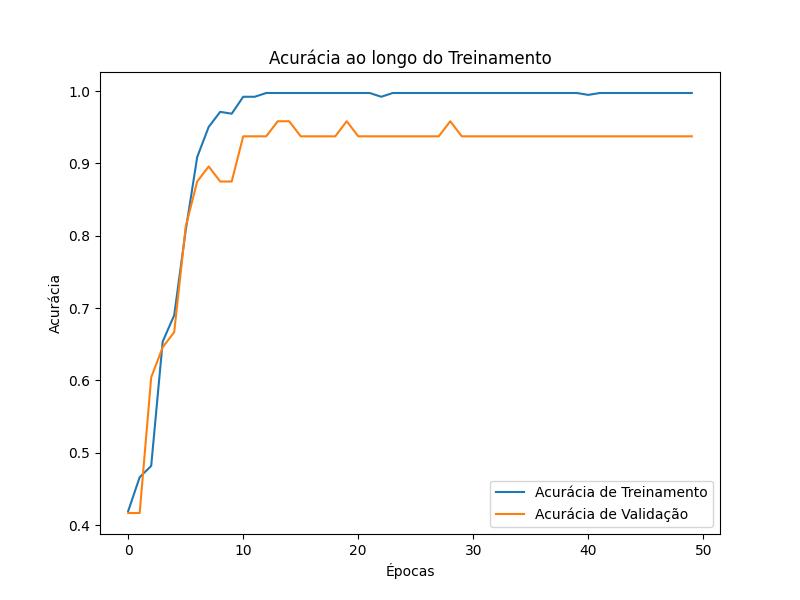 Acurácia ao longo do Treinamento
1.0
0.9
0.8
0.7
0.6
0.5
0.4
Acurácia
0 10 20 30 40 50
Épocas
Acurácia de Treinamento
Acurácia de Validação